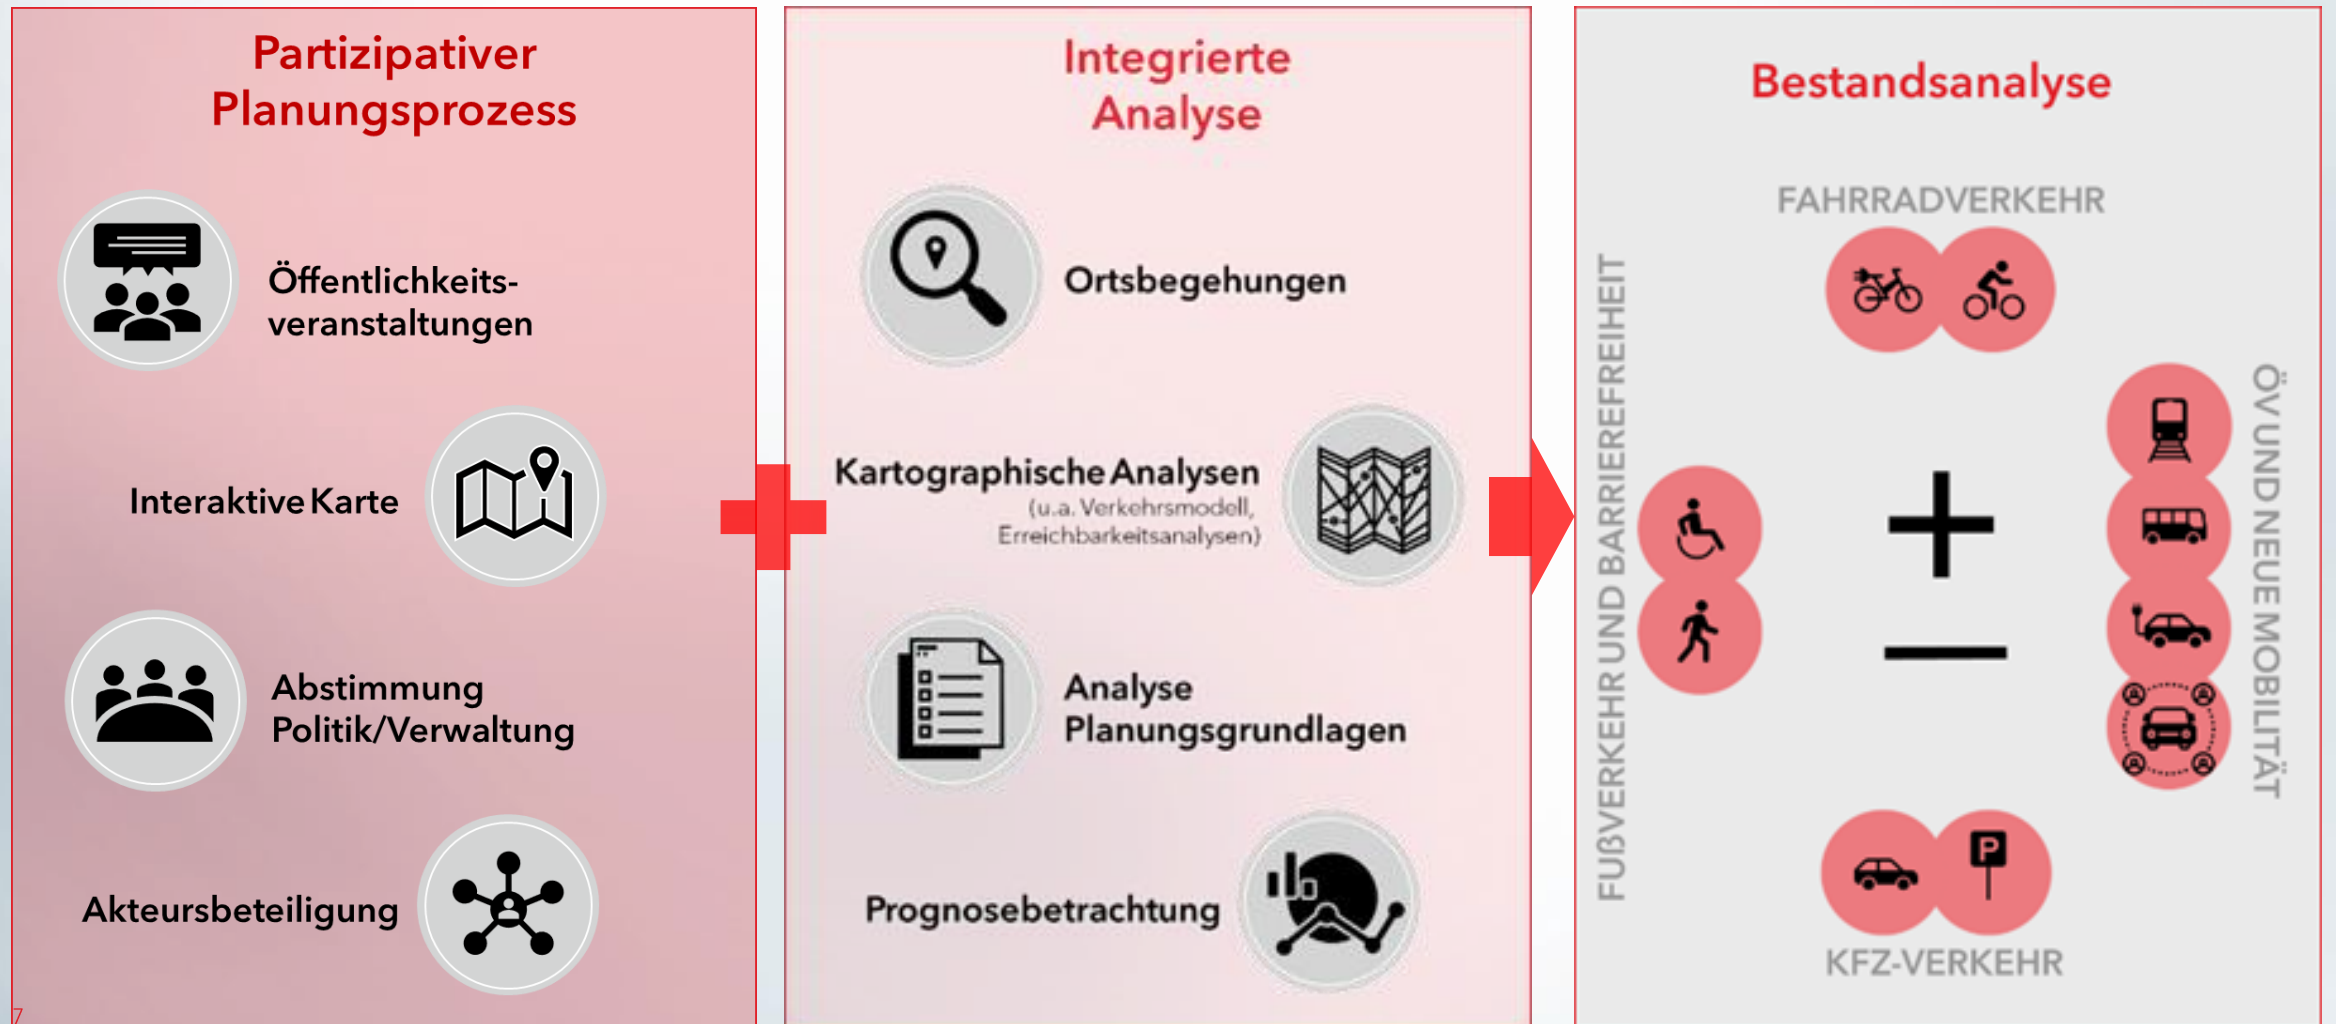 Partizipativer
Planungsprozess
Öffentlichkeits-
veranstaltungen
Interaktive Karte
Abstimmung
Politik/Verwaltung
Akteursbeteiligung
7
Integrierte
Analyse
Ortsbegehungen
Kartographische Analysen
(u.a. Verkehrsmodell,
Erreichbarkeitsanalysen)
Analyse
Planungsgrundlagen
Prognosebetrachtung
Bestandsanalyse
FAHRRADVERKEHR
FUßVERKEHR UND BARRIEREFREIHEIT
ÖV UND NEUE MOBILITÄT
P
KFZ-VERKEHR